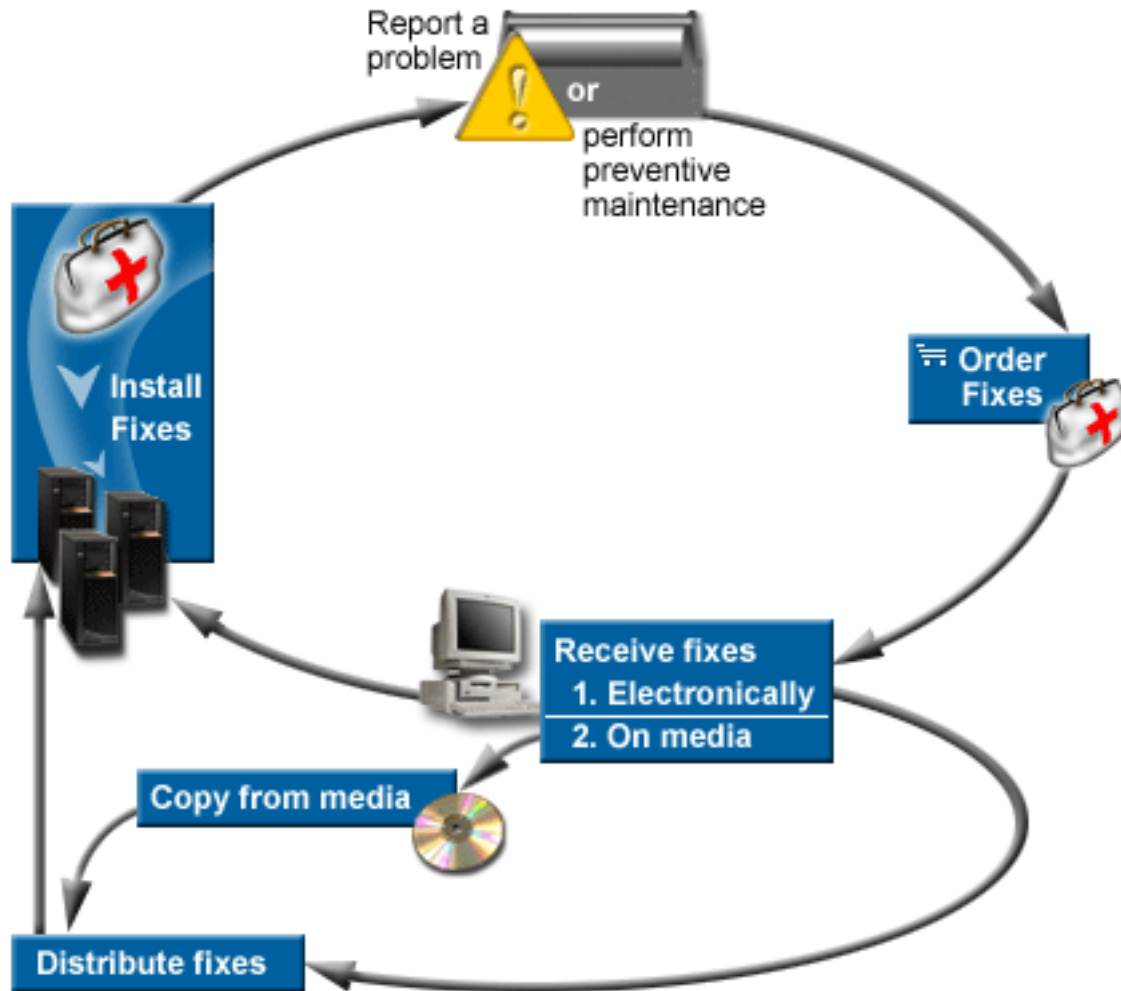 Report a
problem
or
perform
preventive
maintenance
Order
Fixes
Install
Fixes
Receive fixes
1. Electronically
2. On media
Copy from media
Distribute fixes